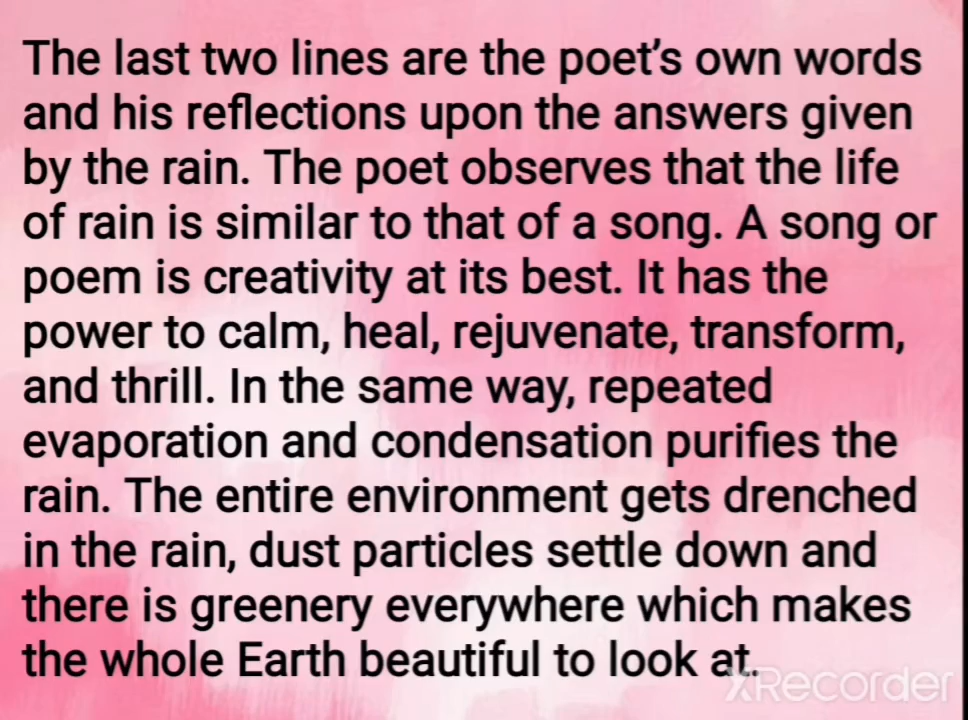 The last two lines are the poet's own words
and his reflections upon the answers given
by the rain. The poet observes that the life
of rain is similar to that of a song. A song or
poem is creativity at its best. It has the
power to calm, heal, rejuvenate, transform,
and thrill. In the same way, repeated
evaporation and condensation purifies the
rain. The entire environment gets drenched
in the rain, dust particles settle down and
there is greenery everywhere which makes
the whole Earth beautiful to look at.
XRecorder